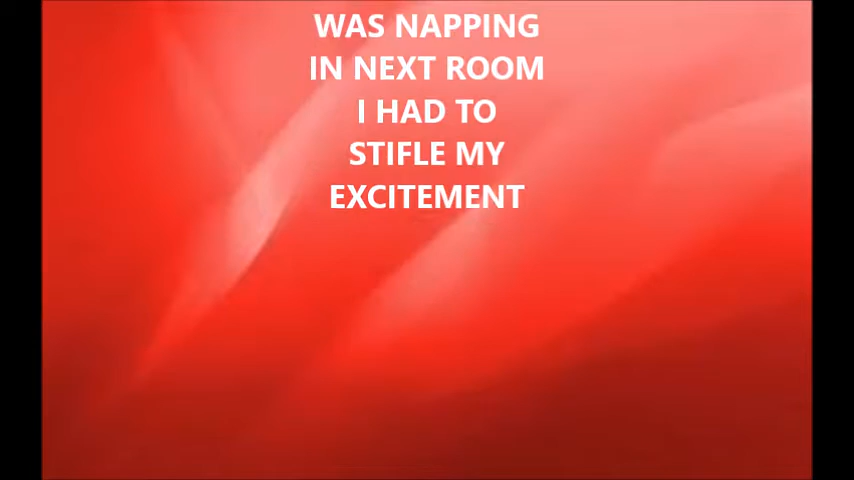 WAS NAPPING
IN NEXT ROOM
I HAD TO
STIFLE MY
EXCITEMENT